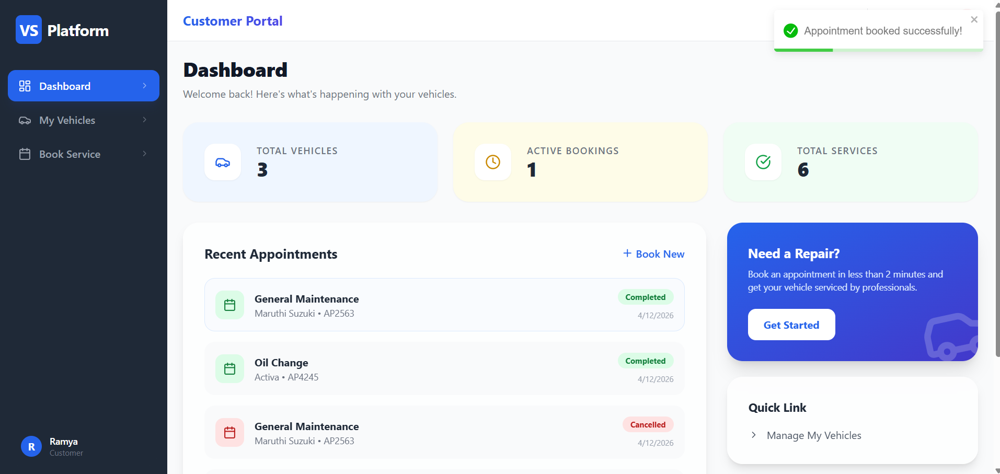 VS Platform
Dashboard
My Vehicles
Book Service
Ramya
Customer
Customer Portal
Appointment booked successfully!
Dashboard
Welcome back! Here's what's happening with your vehicles.
TOTAL VEHICLES
3
ACTIVE BOOKINGS
1
TOTAL SERVICES
6
Recent Appointments
+ Book New
General Maintenance
Maruthi Suzuki • AP2563
Completed
4/12/2026
Oil Change
Activa • AP4245
Completed
4/12/2026
General Maintenance
Maruthi Suzuki • AP2563
Cancelled
4/12/2026
Need a Repair?
Book an appointment in less than 2 minutes and
get your vehicle serviced by professionals.
Get Started
Quick Link
Manage My Vehicles